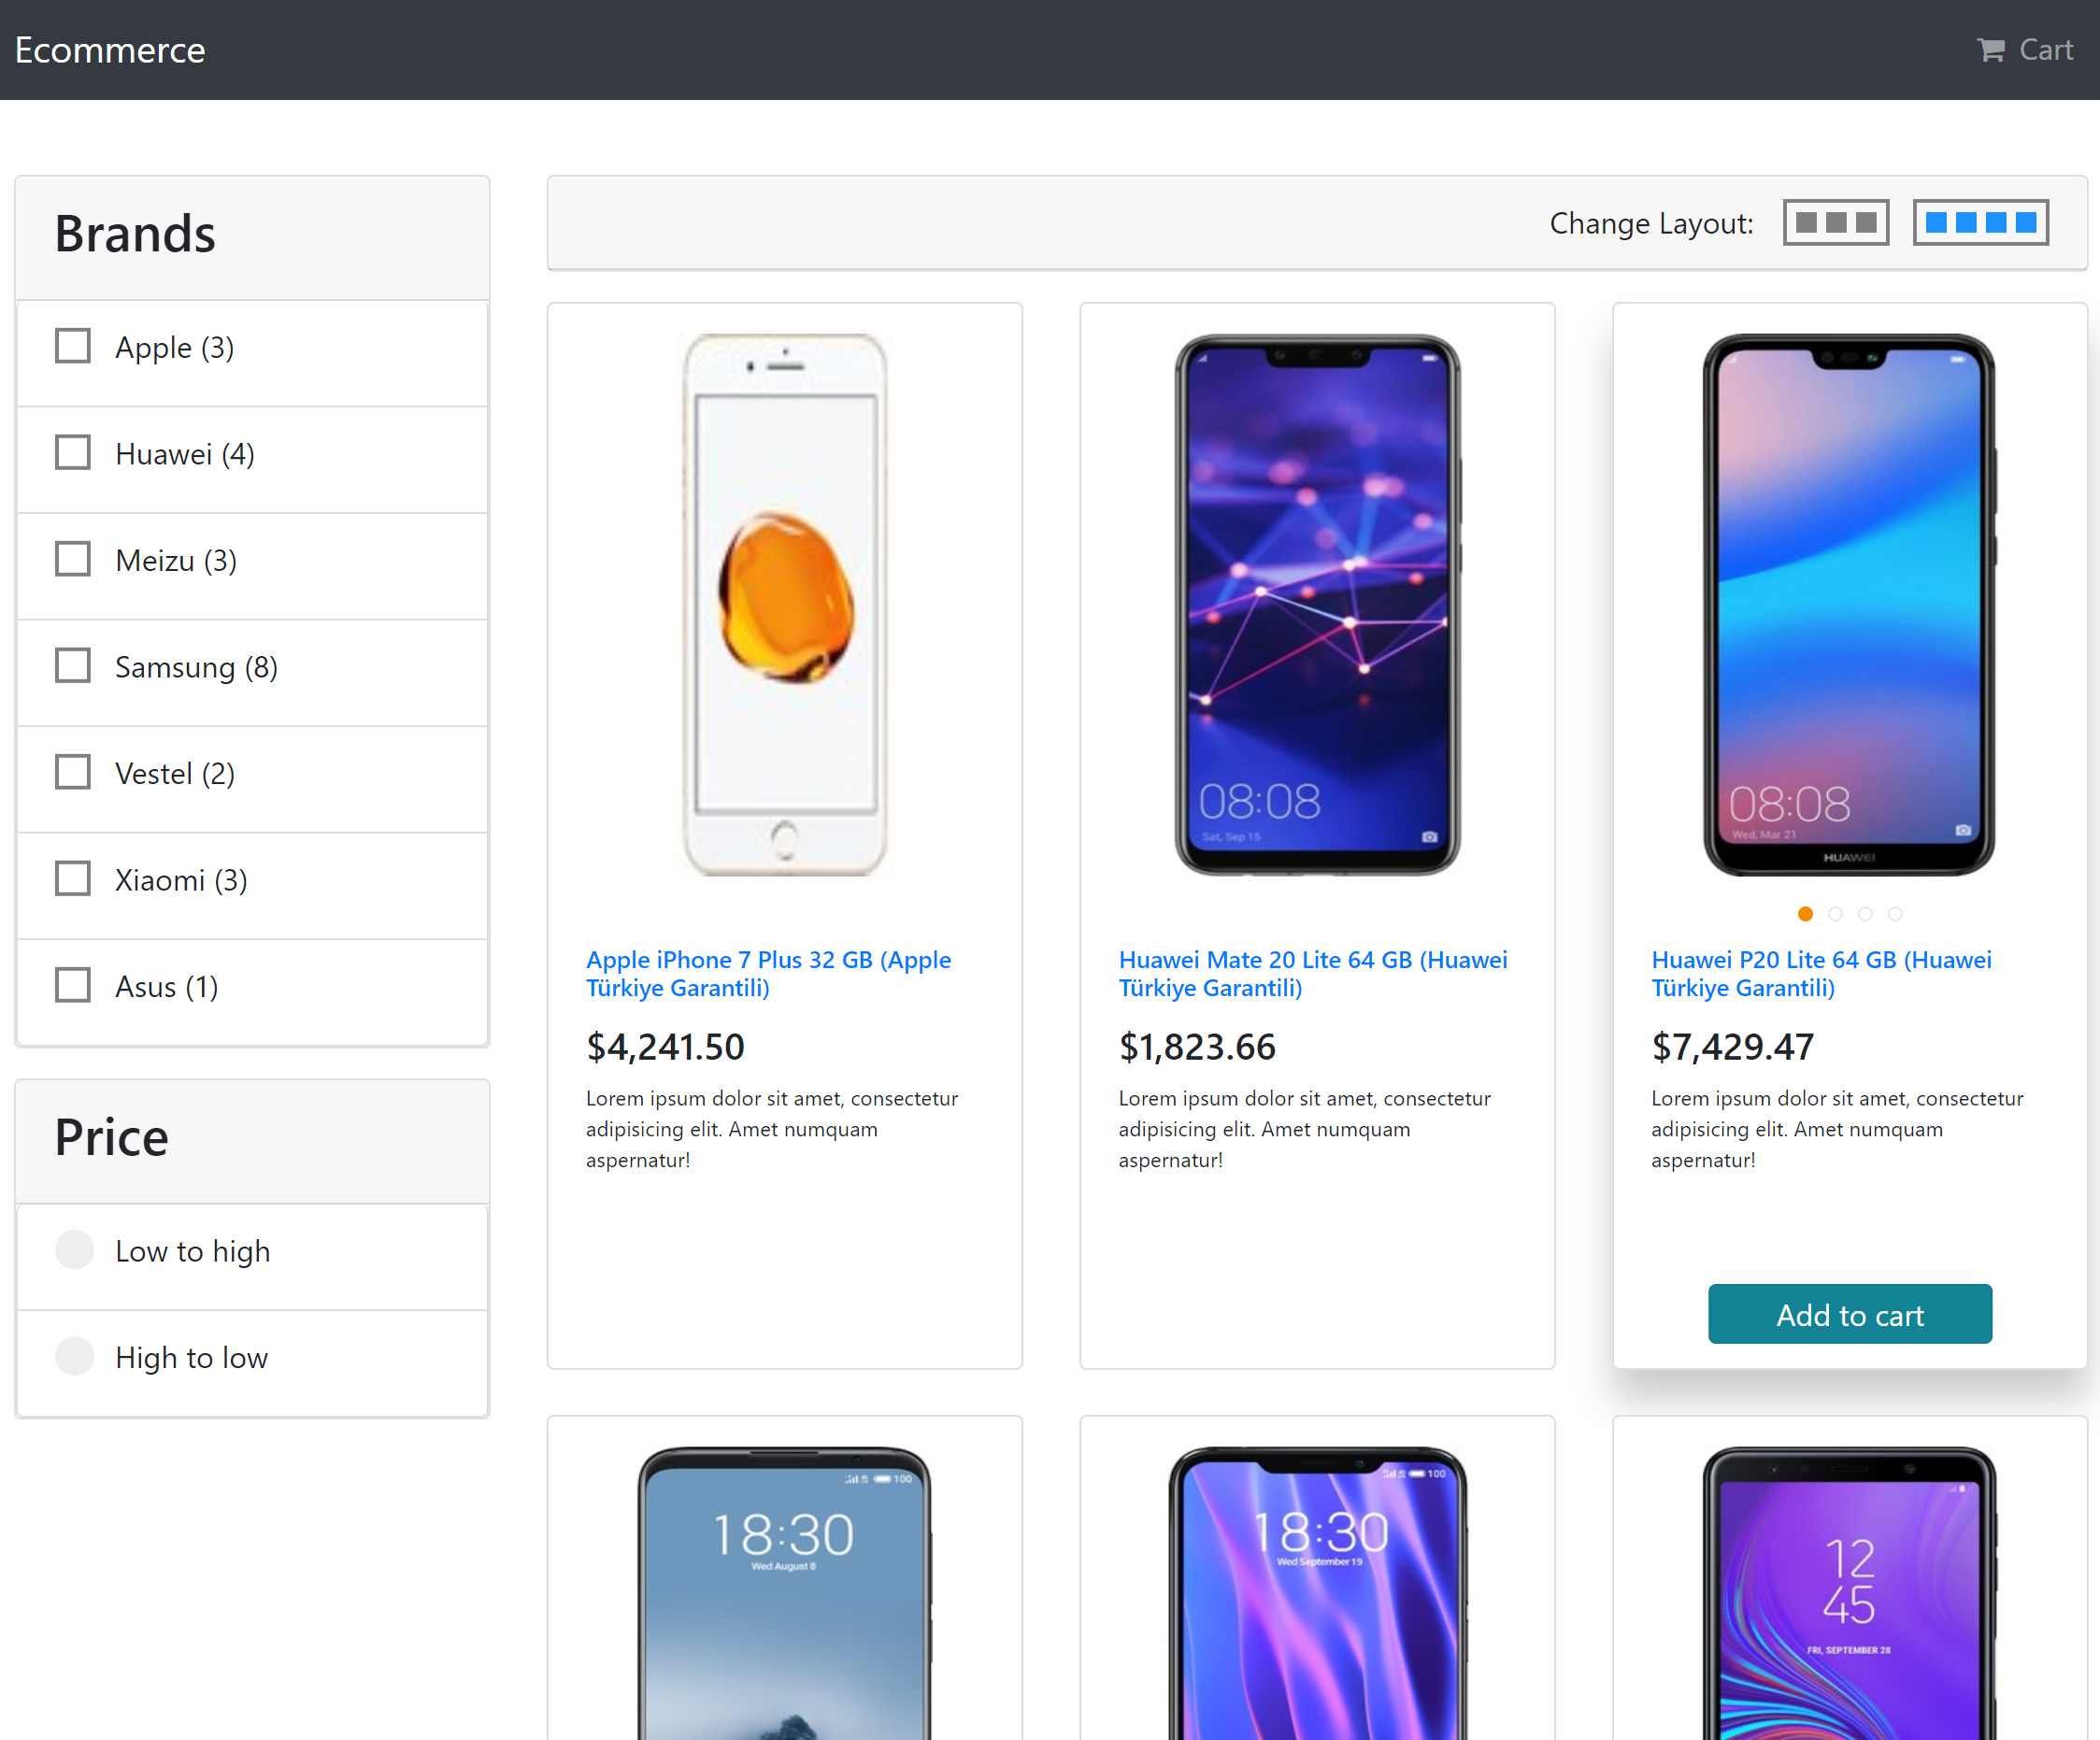 Ecommerce
Cart
Brands
Apple (3)
Huawei (4)
Meizu (3)
Samsung (8)
Vestel (2)
Xiaomi (3)
Asus (1)
Price
Low to high
High to low
Change Layout:
08:08
Sat, Sep 15
08:08
Wed, Mar 21
HUAWEI
Apple iPhone 7 Plus 32 GB (Apple
Türkiye Garantili)
$4,241.50
Lorem ipsum dolor sit amet, consectetur
adipisicing elit. Amet numquam
aspernatur!
Huawei Mate 20 Lite 64 GB (Huawei
Türkiye Garantili)
$1,823.66
Lorem ipsum dolor sit amet, consectetur
adipisicing elit. Amet numquam
aspernatur!
Huawei P20 Lite 64 GB (Huawei
Türkiye Garantili)
$7,429.47
Lorem ipsum dolor sit amet, consectetur
adipisicing elit. Amet numquam
aspernatur!
Add to cart
100
18:30
Wed August 8
100
18:30
Wed September 19
12
45
FRI, SEPTEMBER 28